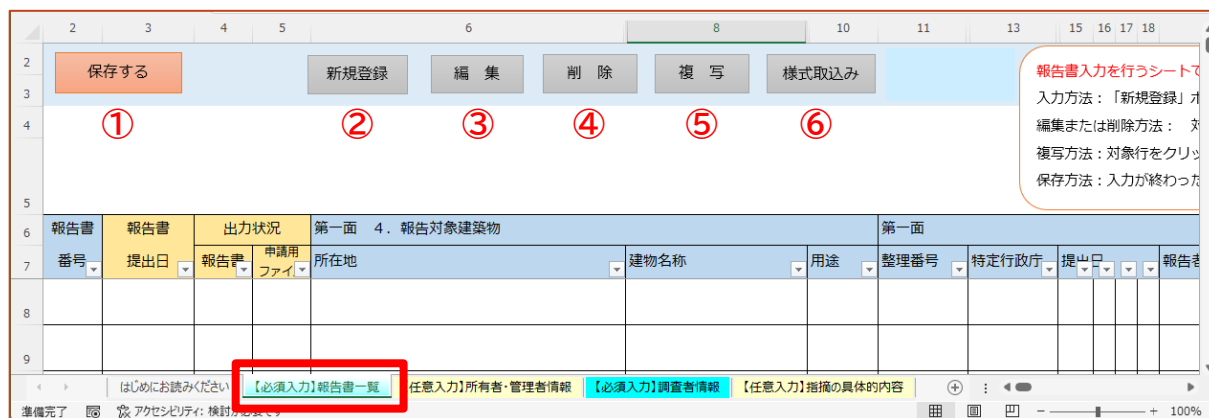 2 3 4 5 6 8 10 11 13 15 16 17 18
2
3
4
5
6
7
8
9
保存する 新規登録 編 集 削 除 複 写 様式取込み
① ② ③ ④ ⑤ ⑥
報告書入力を行うシートで
入力方法：「新規登録」ボ
編集または削除方法： 対
複写方法：対象行をクリッ
保存方法：入力が終わった
報告書 報告書 出力状況 第一面 4．報告対象建築物 第一面
番号 提出日 報告書 申請用 所在地 建物名称 用途 整理番号 特定行政庁 提出日 報告者
ファイ
はじめにお読みください 【必須入力】報告書一覧 任意入力】所有者・管理者情報 【必須入力】調査者情報 【任意入力】指摘の具体的内容
準備完了 アクセシビリティ: 検討が必要です 100%